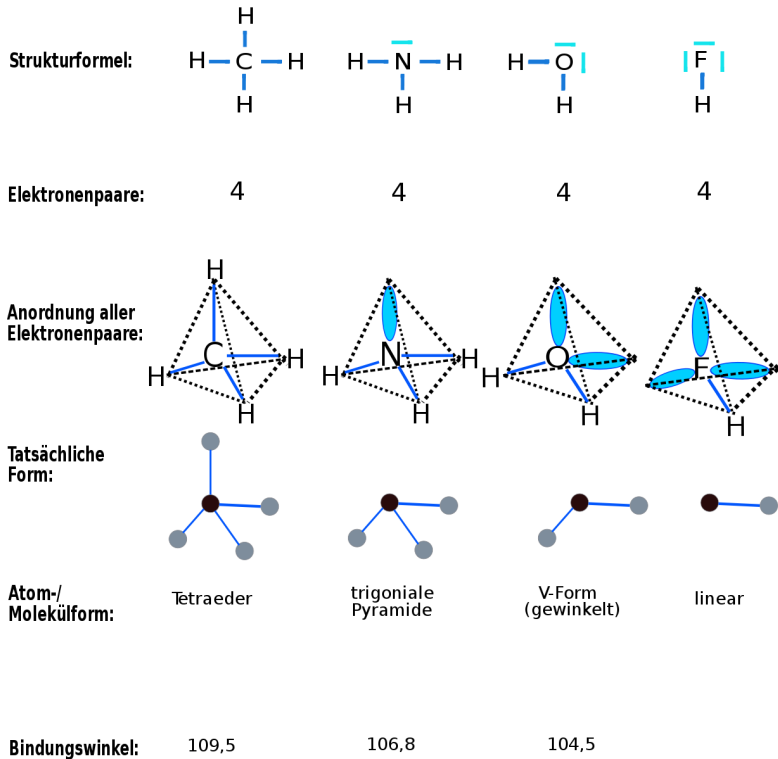 H H H H
Strukturformel: H C H H N H H O F
H H H H
Elektronenpaare: 4 4 4 4
H
Anordnung aller
Elektronenpaare:
C N O F
H H H H H
H H H H
Tatsächliche
Form:
Atom-/
Molekülform:
Tetraeder
trigoniale
Pyramide
V-Form
(gewinkelt)
linear
Bindungswinkel: 109,5 106,8 104,5